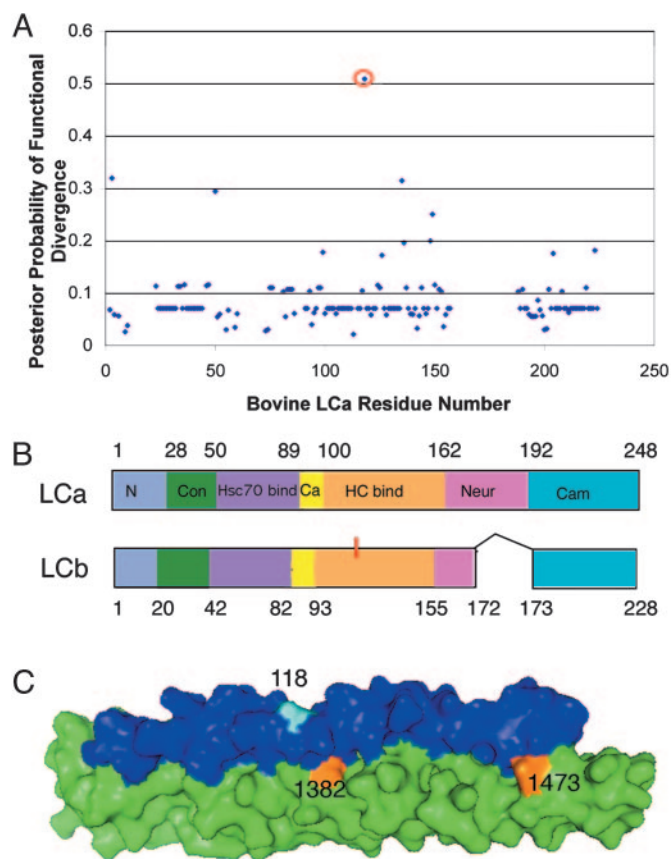 A
Posterior Probability of Functional
Divergence
0.6
0.5
0.4
0.3
0.2
0.1
0
0 50 100 150 200 250
Bovine LCa Residue Number
B
1 28 50 89 100 162 192 248
LCa N Con Hsc70 bind Ca HC bind Neur Cam
LCb
1 20 42 82 93 155 172 173 228
C
118
1382
1473